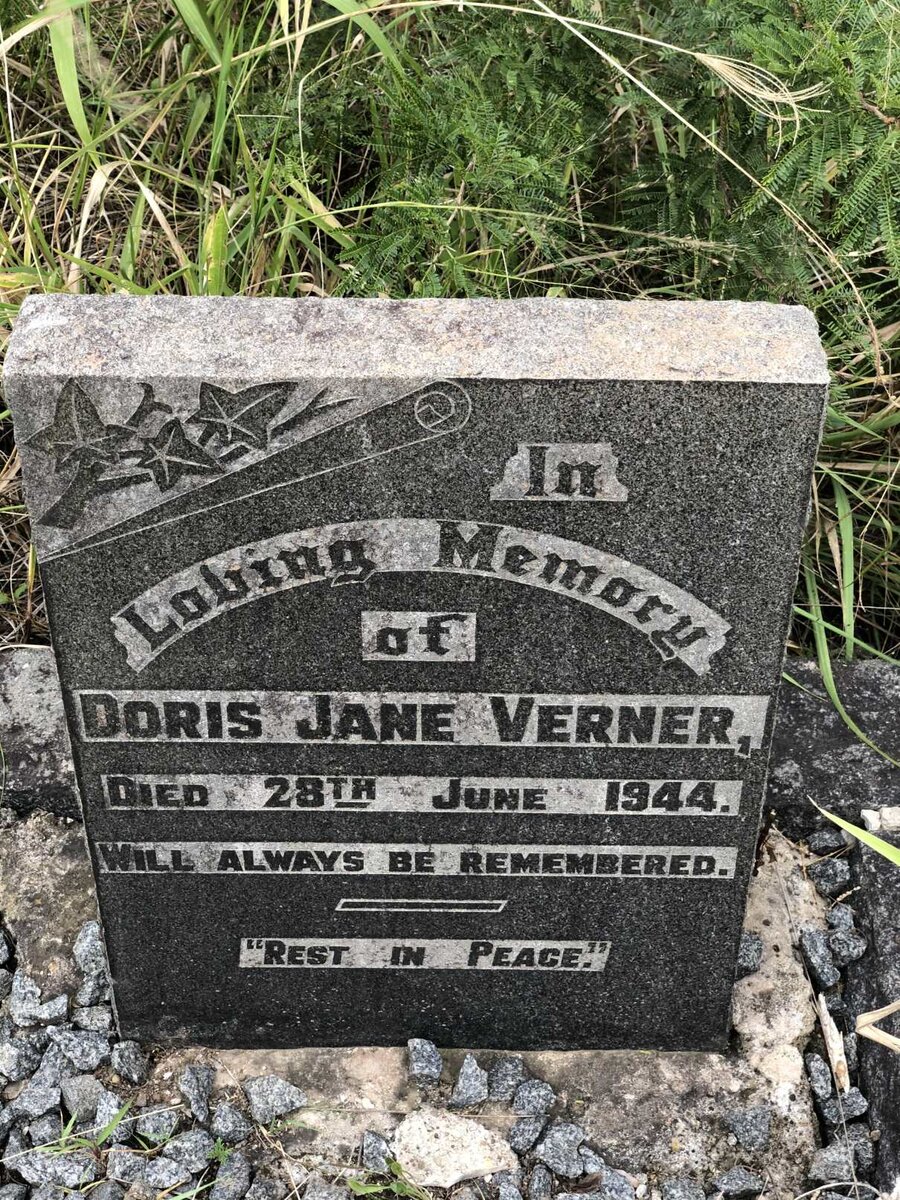 In
Loving Memory
of
DORIS JANE VERNER,
DIED 28TH JUNE 1944.
WILL ALWAYS BE REMEMBERED.
"REST IN PEACE."